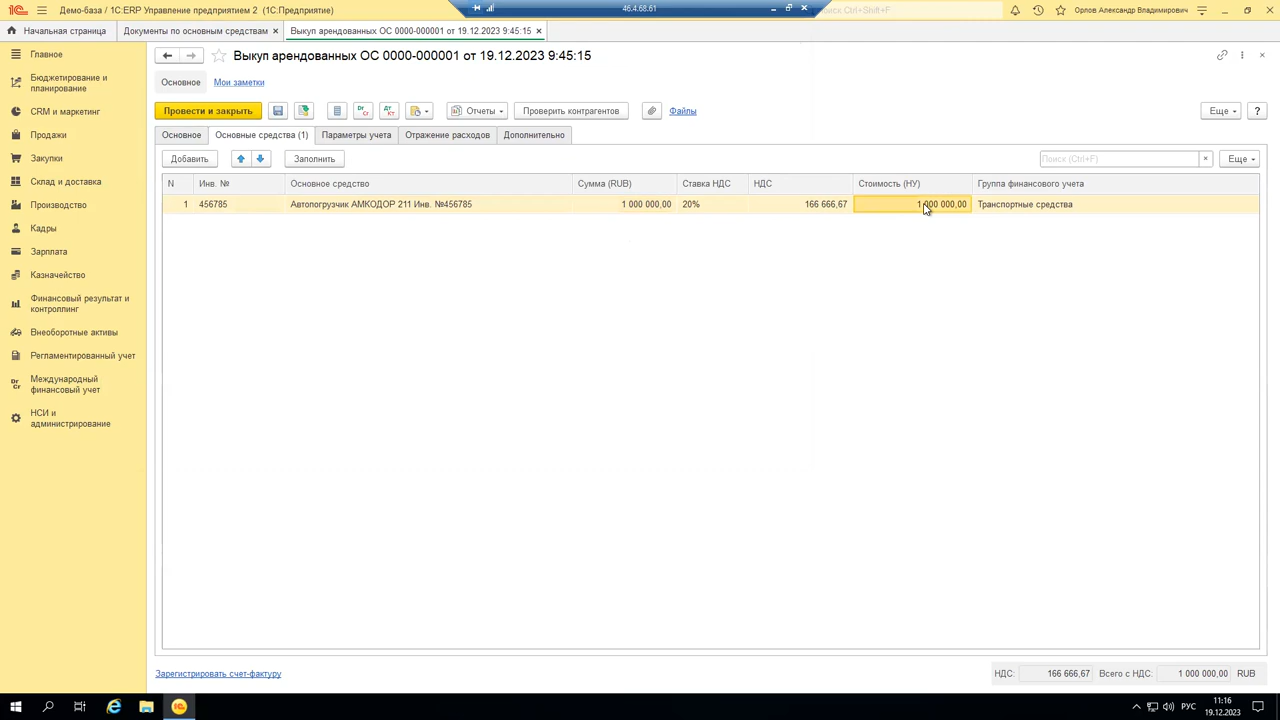 46.4.68.61
Демо-база / 1С:ERP Управление предприятием 2 (1С:Предприятие)
поиск Ctrl+Shift+F
Орлов Александр Владимирович
Начальная страница
Документы по основным средствам ×
Выкуп арендованных ОС 0000-000001 от 19.12.2023 9:45:15 ×
Главное
Бюджетирование и
планирование
CRM и маркетинг
Продажи
Закупки
Склад и доставка
Производство
Кадры
Зарплата
Казначейство
Финансовый результат и
контроллинг
Внеоборотные активы
Регламентированный учет
Международный
финансовый учет
НСИ и
администрирование
Выкуп арендованных ОС 0000-000001 от 19.12.2023 9:45:15
Основное Мои заметки
Провести и закрыть Отчеты Проверить контрагентов Файлы Еще ?
Основное Основные средства (1) Параметры учета Отражение расходов Дополнительно
Добавить Заполнить Поиск (Ctrl+F) × Еще
N Инв. № Основное средство Сумма (RUB) Ставка НДС НДС Стоимость (НУ) Группа финансового учета
1 456785 Автопогрузчик АМКОДОР 211 Инв. №456785 1 000 000,00 20% 166 666,67 1 000 000,00 Транспортные средства
Зарегистрировать счет-фактуру НДС: 166 666,67 Всего с НДС: 1 000 000,00 RUB
РУС
11:16
19.12.2023